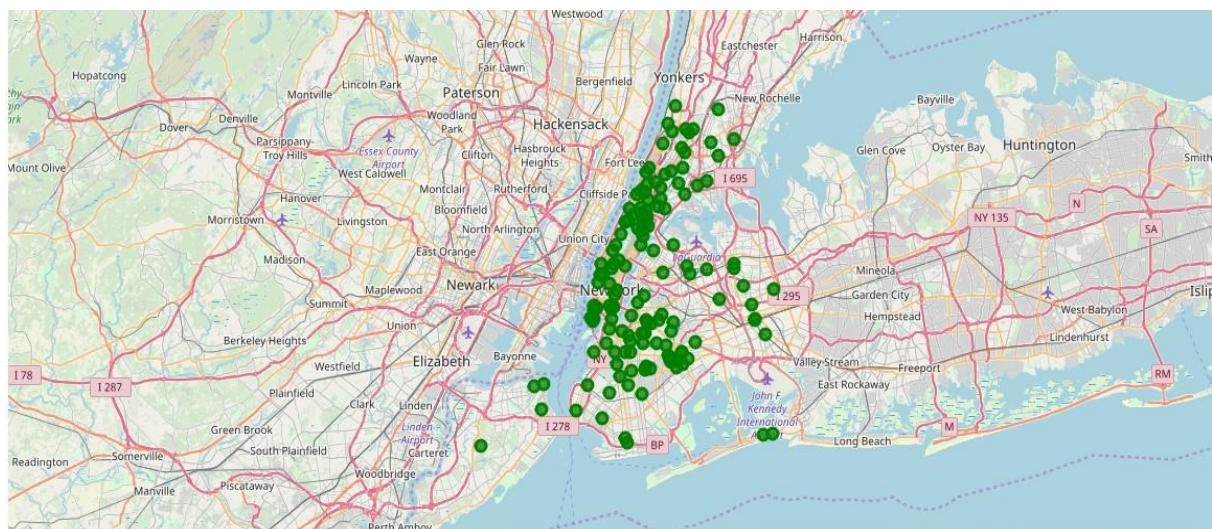 Westwood
Harrison
Eastchester
Hopatcong
Wayne
Glen Rock
Fair Lawn
Lincoln Park
Montville
Bergenfield
Yonkers
Paterson
New Rochelle
Bayville
Dover
Denville
Woodland
Park
Hackensack
Parsippany-
Troy Hills
Essex County
Airport
Clifton
Hasbrouck
Heights
Fort Lee
Glen Cove
Oyster Bay
Huntington
Smith
Mount Olive
West Caldwell
I 695
Hanover
Montclair
Rutherford
Cliffside P
Bloomfield
N
Morristown
Livingston
North Arlington
NY 135
SA
Madison
East Orange
Union City
LaGuardia
Mineola
Maplewood
Newark
New York
I 295
Garden City
Summit
Hempstead
West Babylon
Islip
Union
Berkeley Heights
Lindenhurst
Elizabeth
Bayonne
NY
Valley Stream
Freeport
I 78
I 287
Westfield
East Rockaway
RM
Plainfield
Clark
Linden
John F.
Kennedy
International
Green Brook
Linden
Airport
I 278
M
Somerville
South Plainfield
Carteret
BP
Long Beach
Readington
Woodbridge
Manville
Piscataway
Perth Amboy